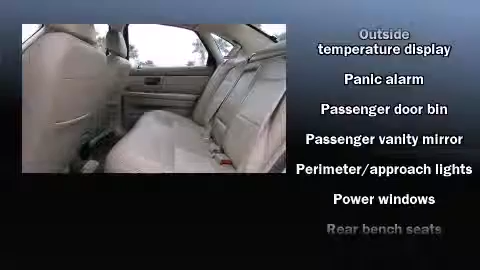 Outside
temperature display
Panic alarm
Passenger door bin
Passenger vanity mirror
Perimeter/approach lights
Power windows
Rear bench seats